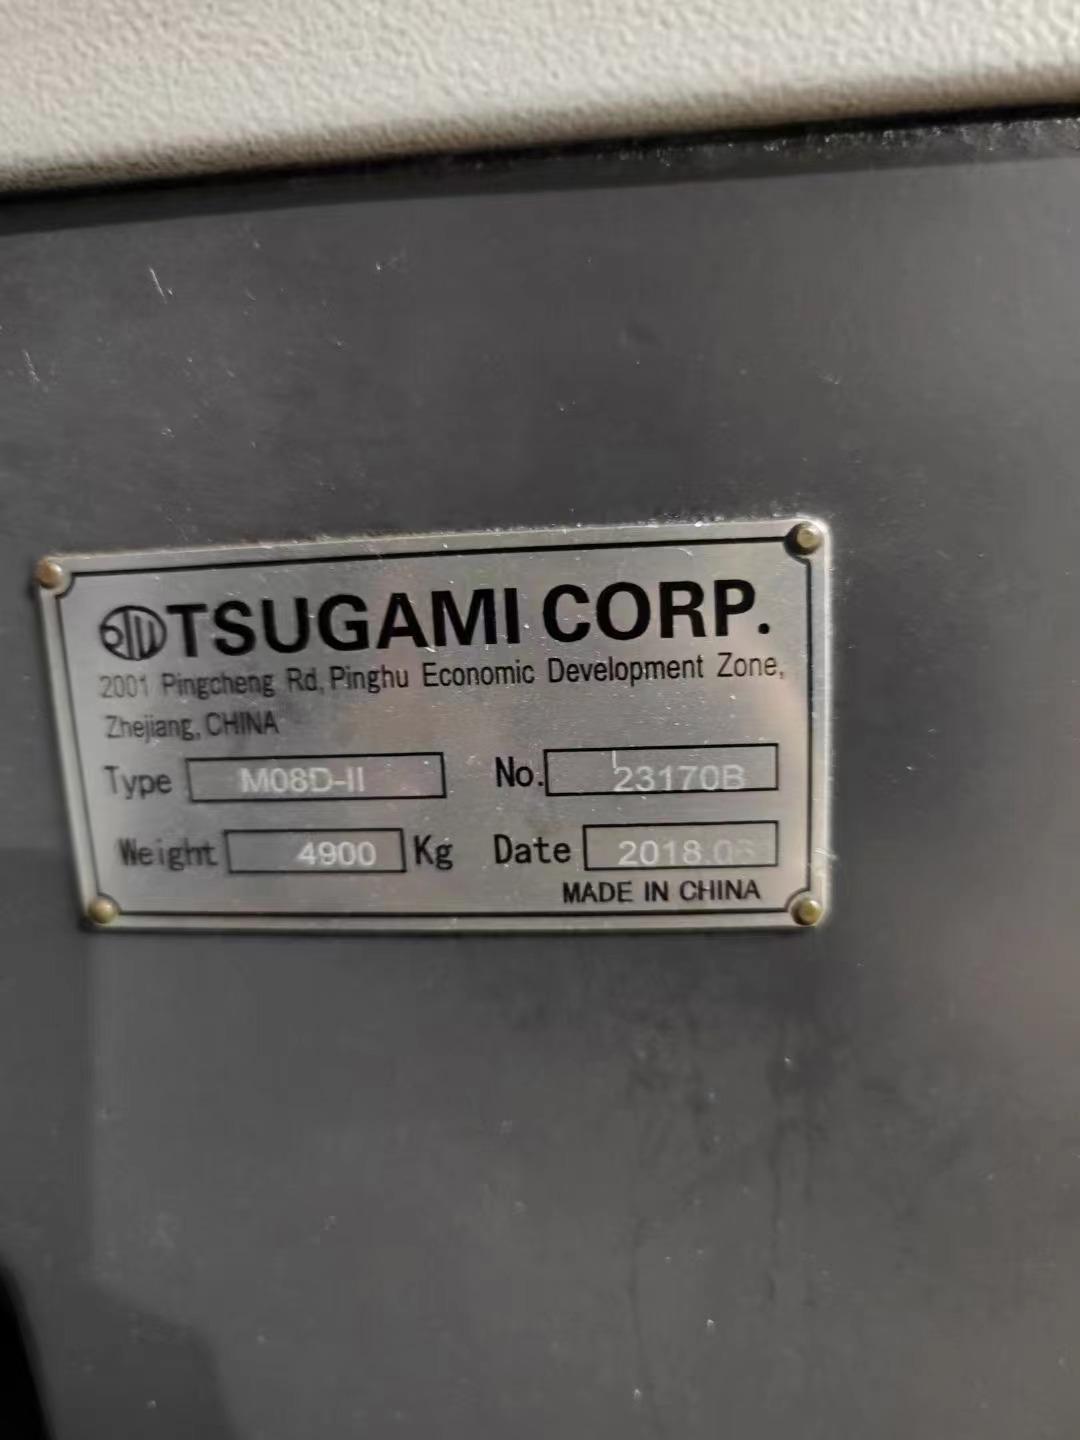 TSUGAMI CORP.
2001 Pingcheng Rd, Pinghu Economic Development Zone,
Zhejiang, CHINA
Type M08D-II No. 23170B
Weight 4900 Kg Date
MADE IN CHINA